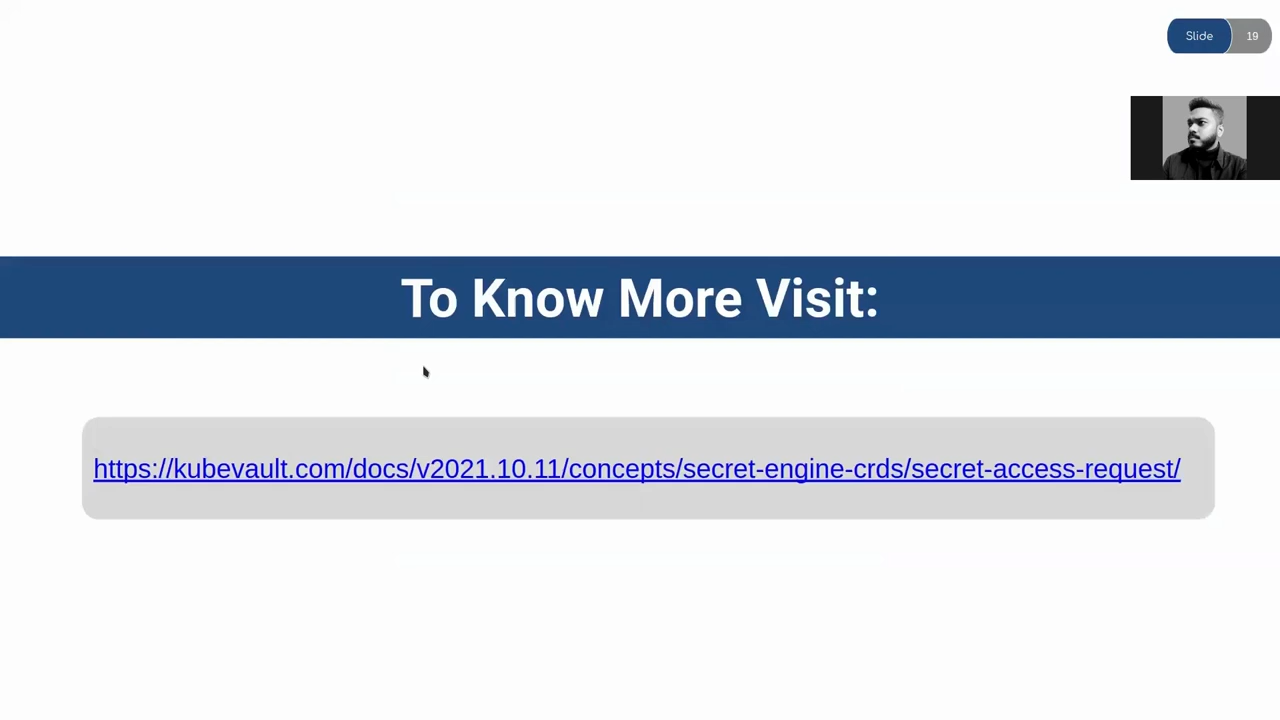 Slide 19
To Know More Visit:
https://kubevault.com/docs/v2021.10.11/concepts/secret-engine-crds/secret-access-request/